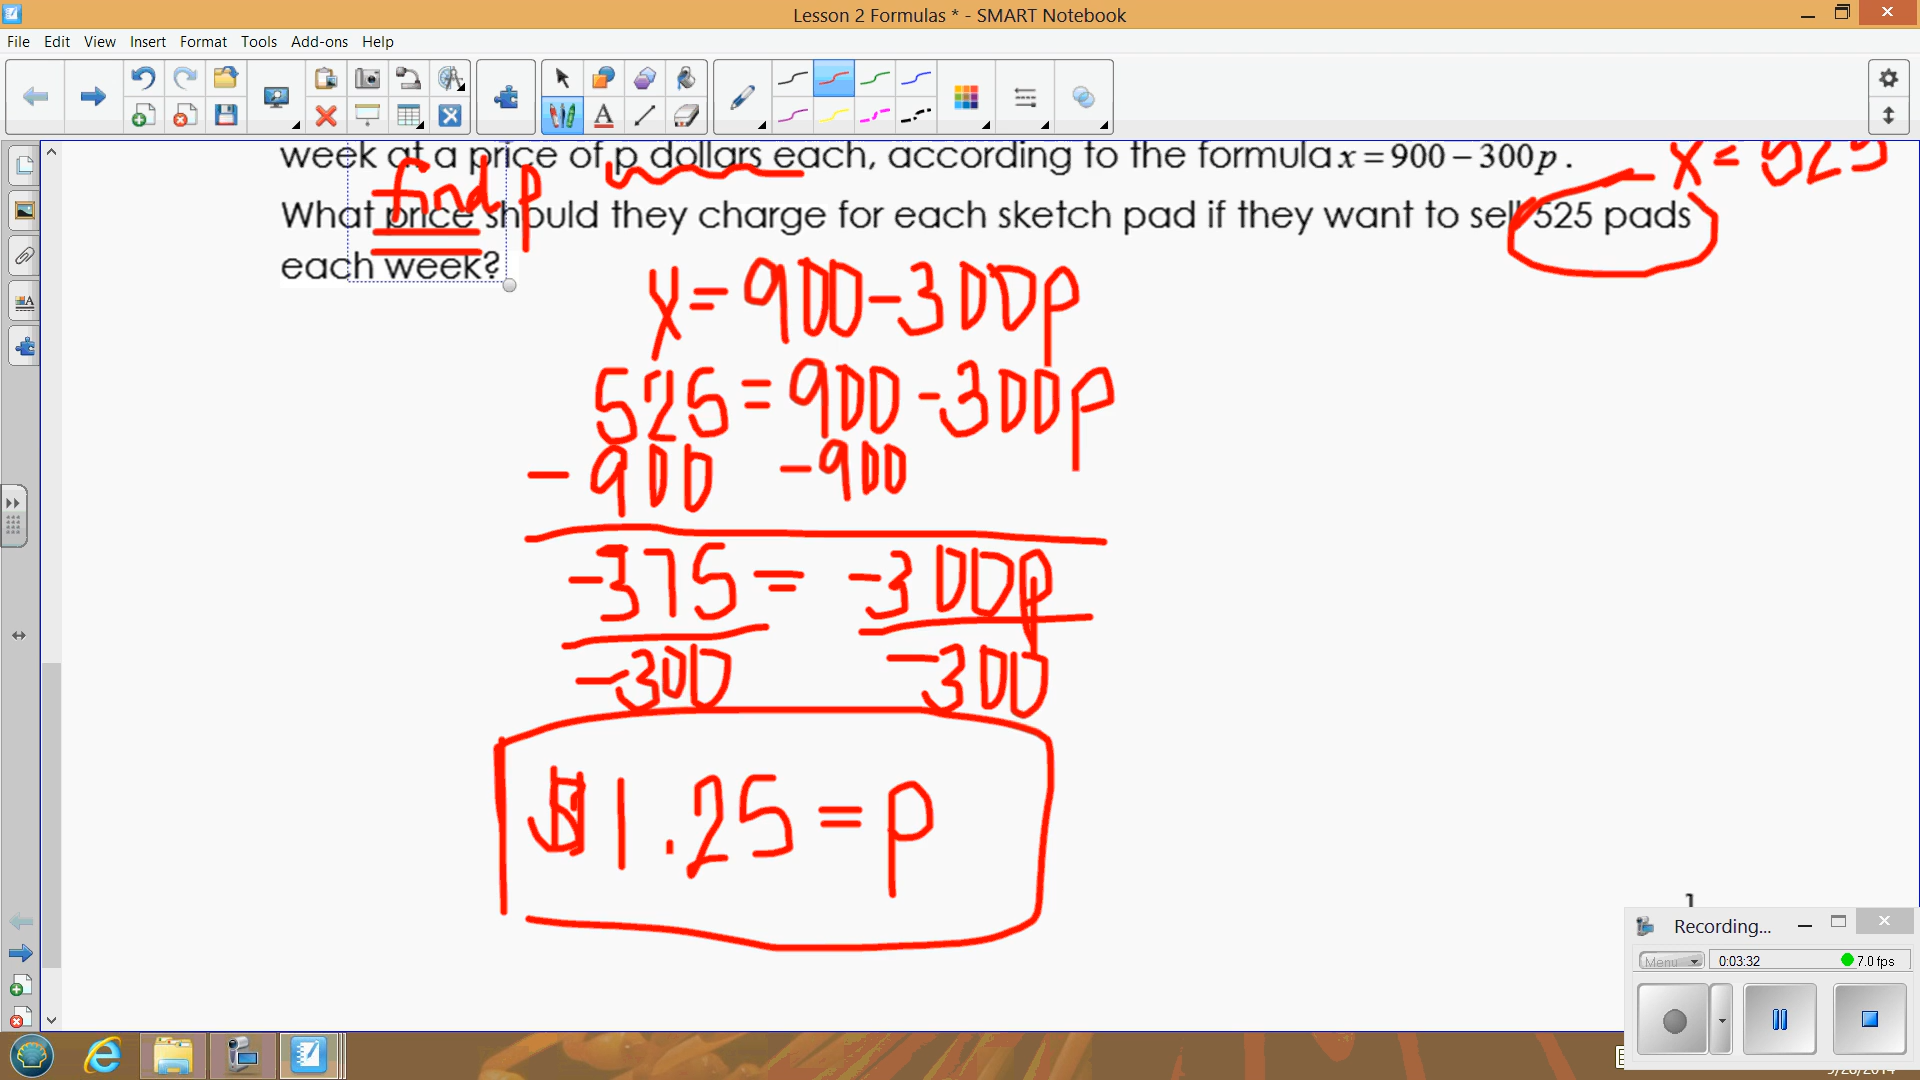 Lesson 2 Formulas * - SMART Notebook
File Edit View Insert Format Tools Add-ons Help
week at a price of p dollars each, according to the formula x = 900 – 300p .
x = 525
find p
What price should they charge for each sketch pad if they want to sell 525 pads
each week?
x = 900 - 300p
525 = 900 - 300p
- 900 - 900
- 375 = - 300p
- 300 - 300
$1.25 = p
Recording...
Menu
0:03:32 7.0 fps